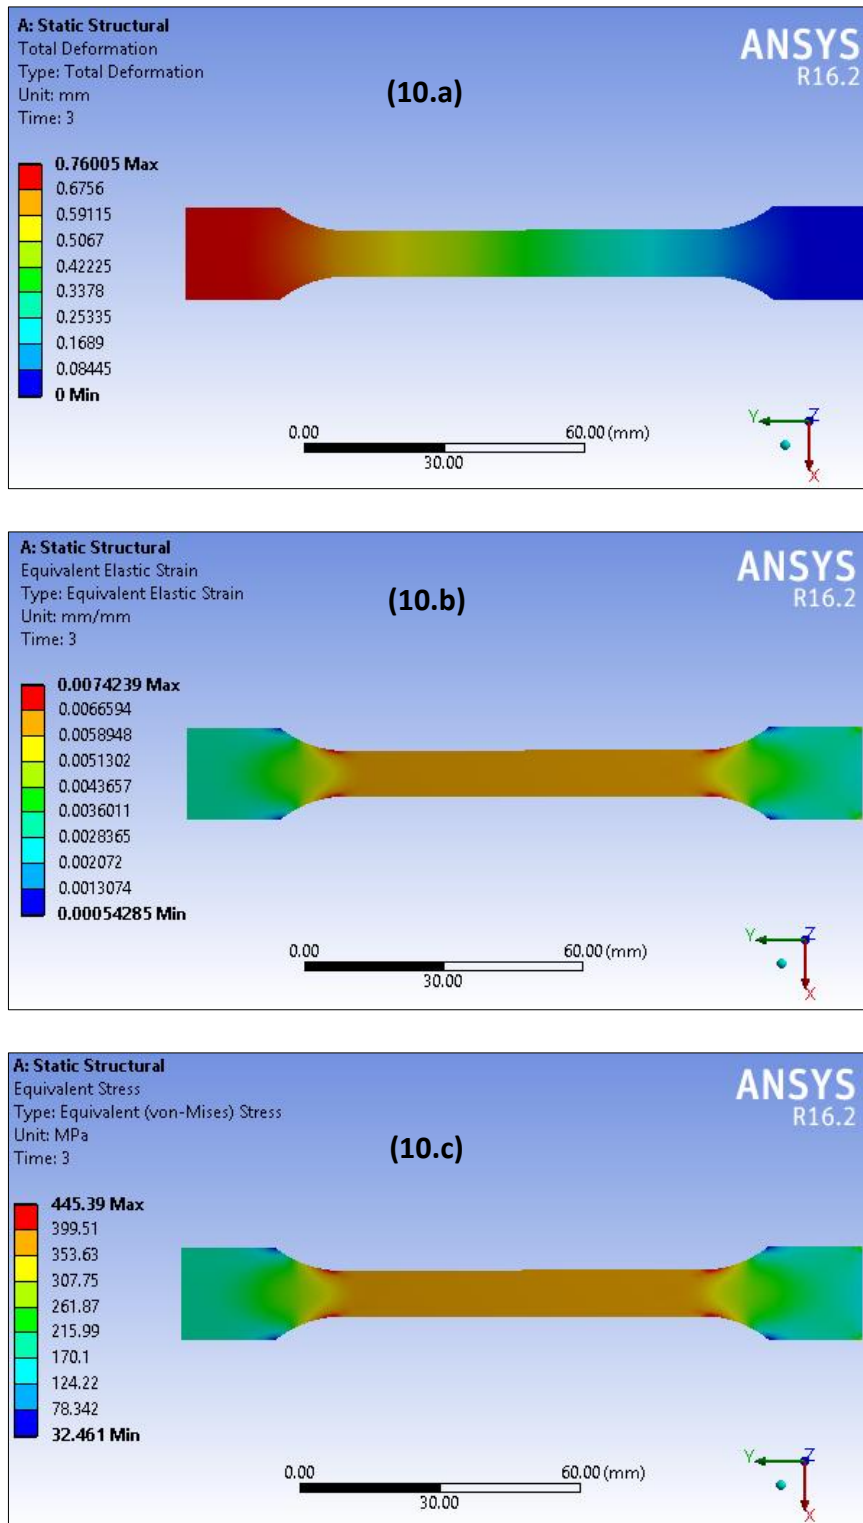 A: Static Structural
Total Deformation
Type: Total Deformation
Unit: mm
Time: 3
(10.a)
ANSYS
R16.2
0.76005 Max
0.6756
0.59115
0.5067
0.42225
0.3378
0.25335
0.1689
0.08445
0 Min
0.00
60.00 (mm)
30.00
Y
Z
X
A: Static Structural
Equivalent Elastic Strain
Type: Equivalent Elastic Strain
Unit: mm/mm
Time: 3
(10.b)
ANSYS
R16.2
0.0074239 Max
0.0066594
0.0058948
0.0051302
0.0043657
0.0036011
0.0028365
0.002072
0.0013074
0.00054285 Min
0.00
60.00 (mm)
30.00
Y
Z
X
A: Static Structural
Equivalent Stress
Type: Equivalent (von-Mises) Stress
Unit: MPa
Time: 3
(10.c)
ANSYS
R16.2
445.39 Max
399.51
353.63
307.75
261.87
215.99
170.1
124.22
78.342
32.461 Min
0.00
60.00 (mm)
30.00
Y
Z
X